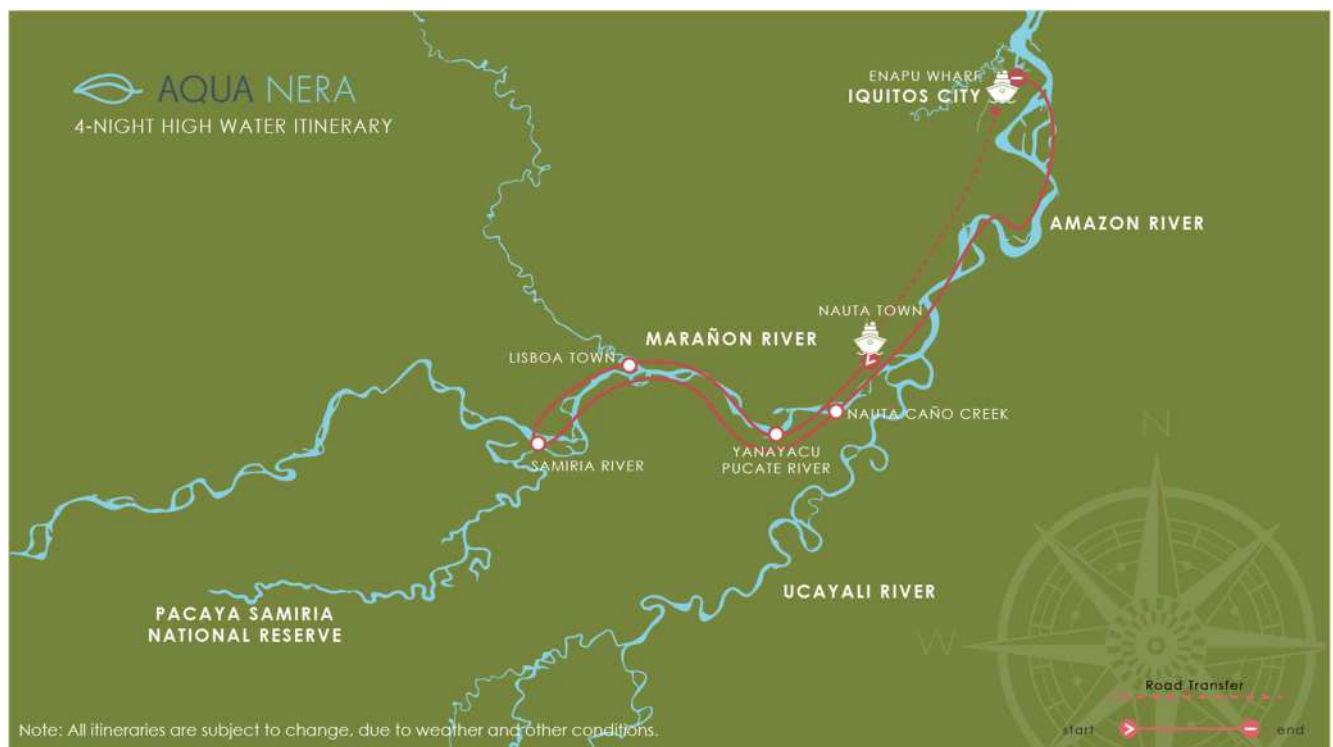 AQUA NERA
4-NIGHT HIGH WATER ITINERARY
ENAPU WHARF
IQUITOS CITY
AMAZON RIVER
NAUTA TOWN
MARAÑON RIVER
LISBOA TOWN
NAUTA CAÑO CREEK
YANAYACU
PUCATE RIVER
SAMIRIA RIVER
UCAYALI RIVER
PACAYA SAMIRIA
NATIONAL RESERVE
N
W
Road Transfer
start
end
Note: All itineraries are subject to change, due to weather and other conditions.